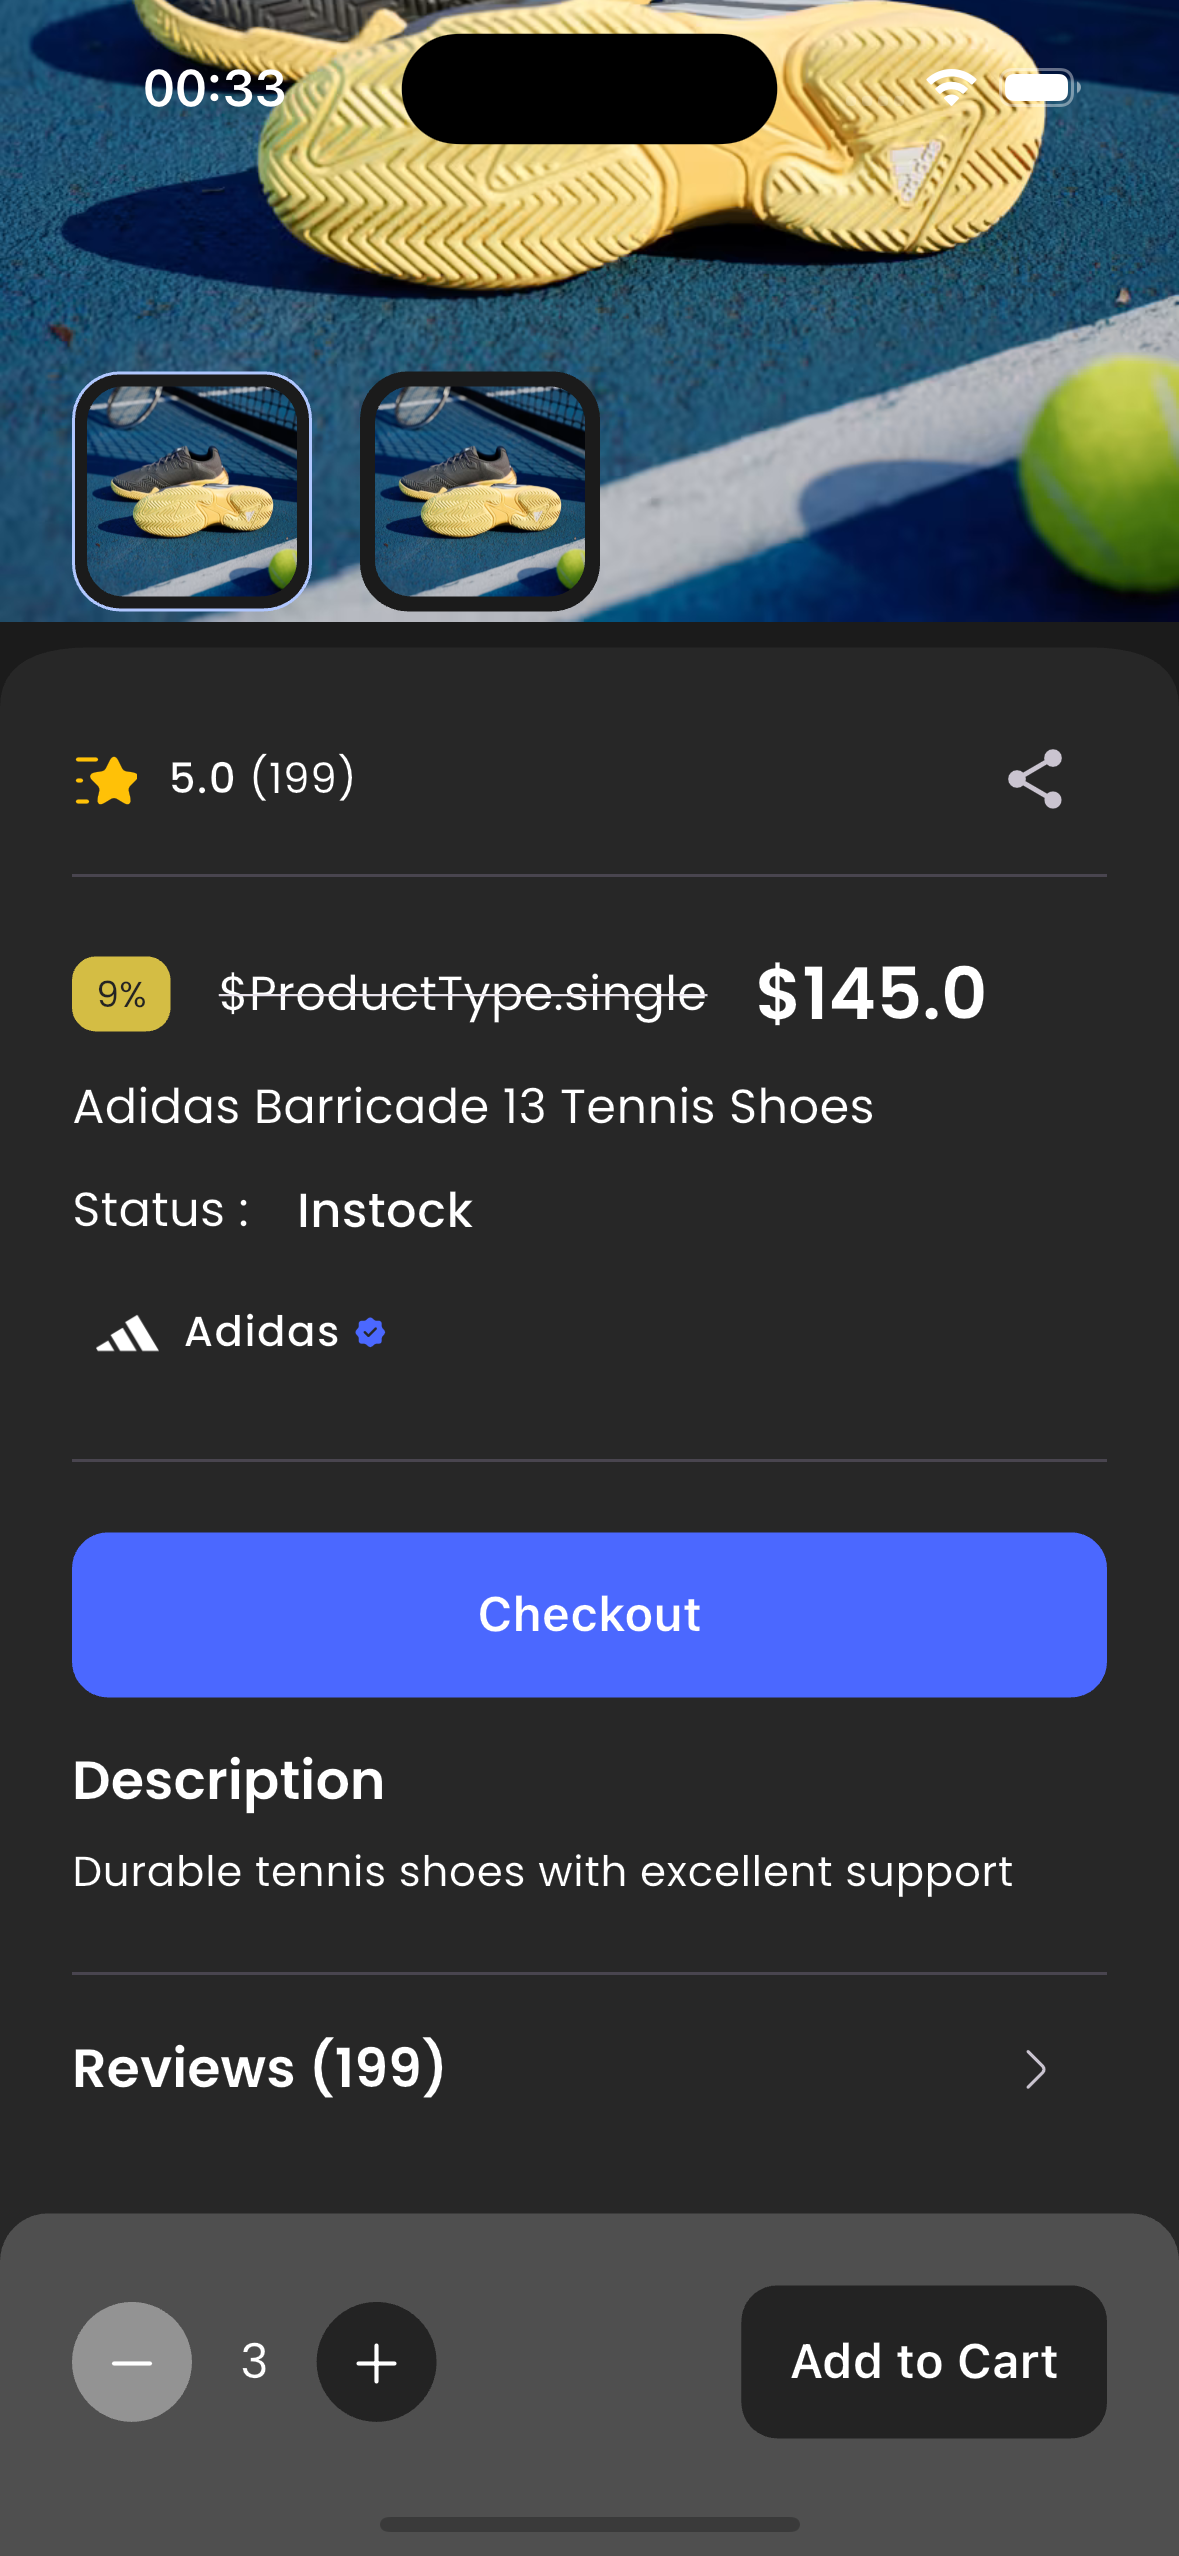 00:33
5.0 (199)
9% $ProductType.single $145.0
Adidas Barricade 13 Tennis Shoes
Status : Instock
Adidas
Checkout
Description
Durable tennis shoes with excellent support
Reviews (199)
3 Add to Cart